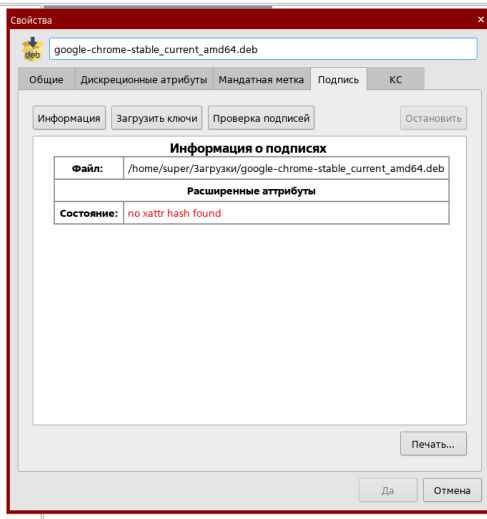 Свойства
deb
google-chrome-stable_current_amd64.deb
Общие Дискреционные атрибуты Мандатная метка Подпись КС
Информация Загрузить ключи Проверка подписей Остановить
Информация о подписях
Файл: /home/super/Загрузки/google-chrome-stable_current_amd64.deb
Расширенные аттрибуты
Состояние: no xattr hash found
Печать...
Да Отмена